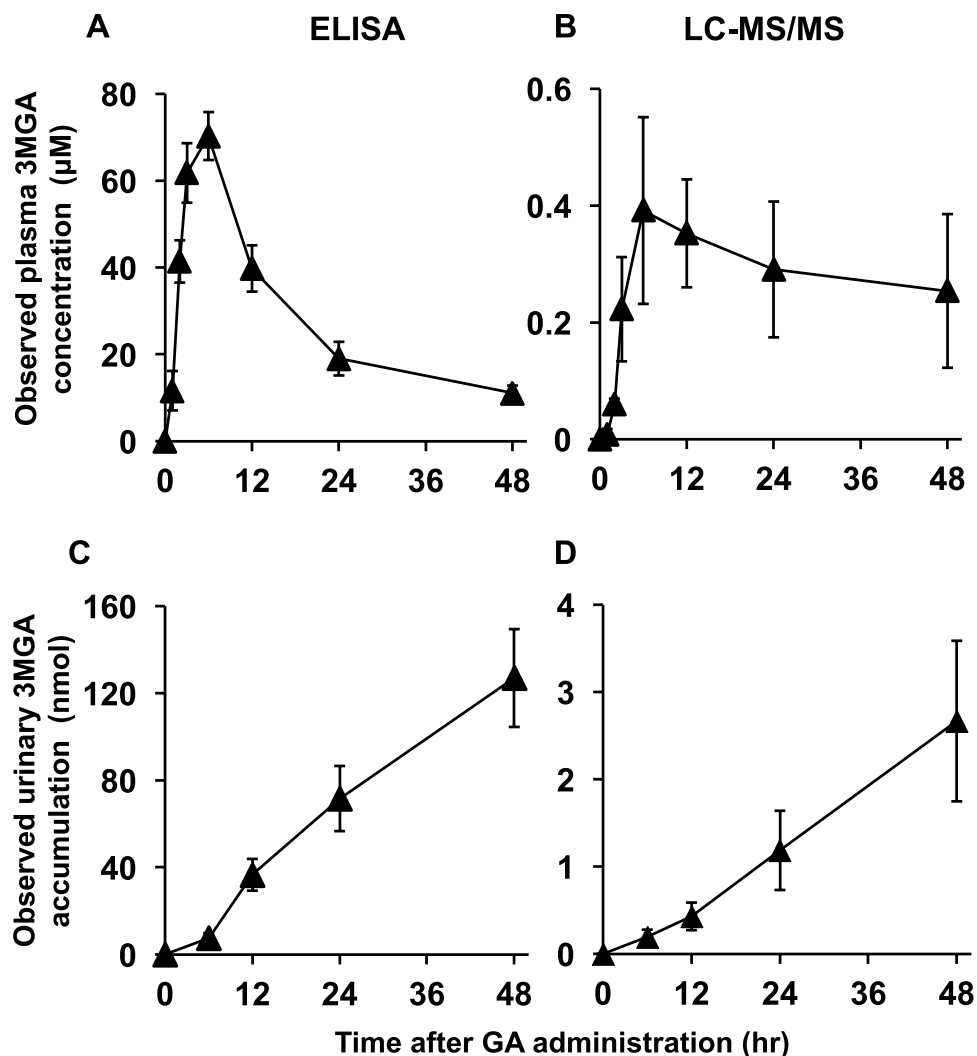 A
ELISA
B
LC-MS/MS
Observed plasma 3MGA
concentration (µM)
80
60
40
20
0
0 12 24 36 48
0.6
0.4
0.2
0
0 12 24 36 48
C
D
Observed urinary 3MGA
accumulation (nmol)
160
120
80
40
0
0 12 24 36 48
4
3
2
1
0
0 12 24 36 48
Time after GA administration (hr)